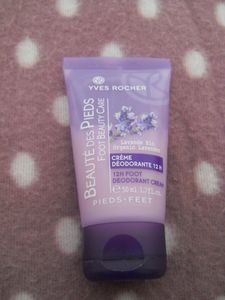 YVES ROCHER
BEAUTÉ DES PIEDS
FOOT BEAUTY CARE
Lavande Bio
Organic Lavender
CRÈME
DÉODORANTE 12 H
12H FOOT
DEODORANT CREAM
50 ml
PIEDS-FEET